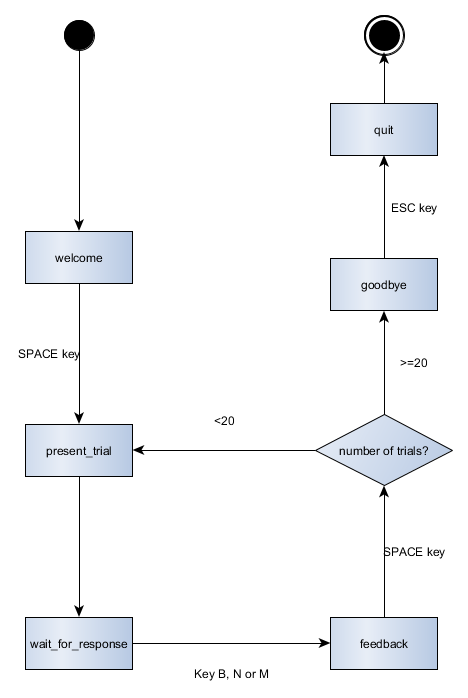 quit
ESC key
welcome
goodbye
SPACE key
>=20
<20
present_trial
number of trials?
SPACE key
wait_for_response
feedback
Key B, N or M